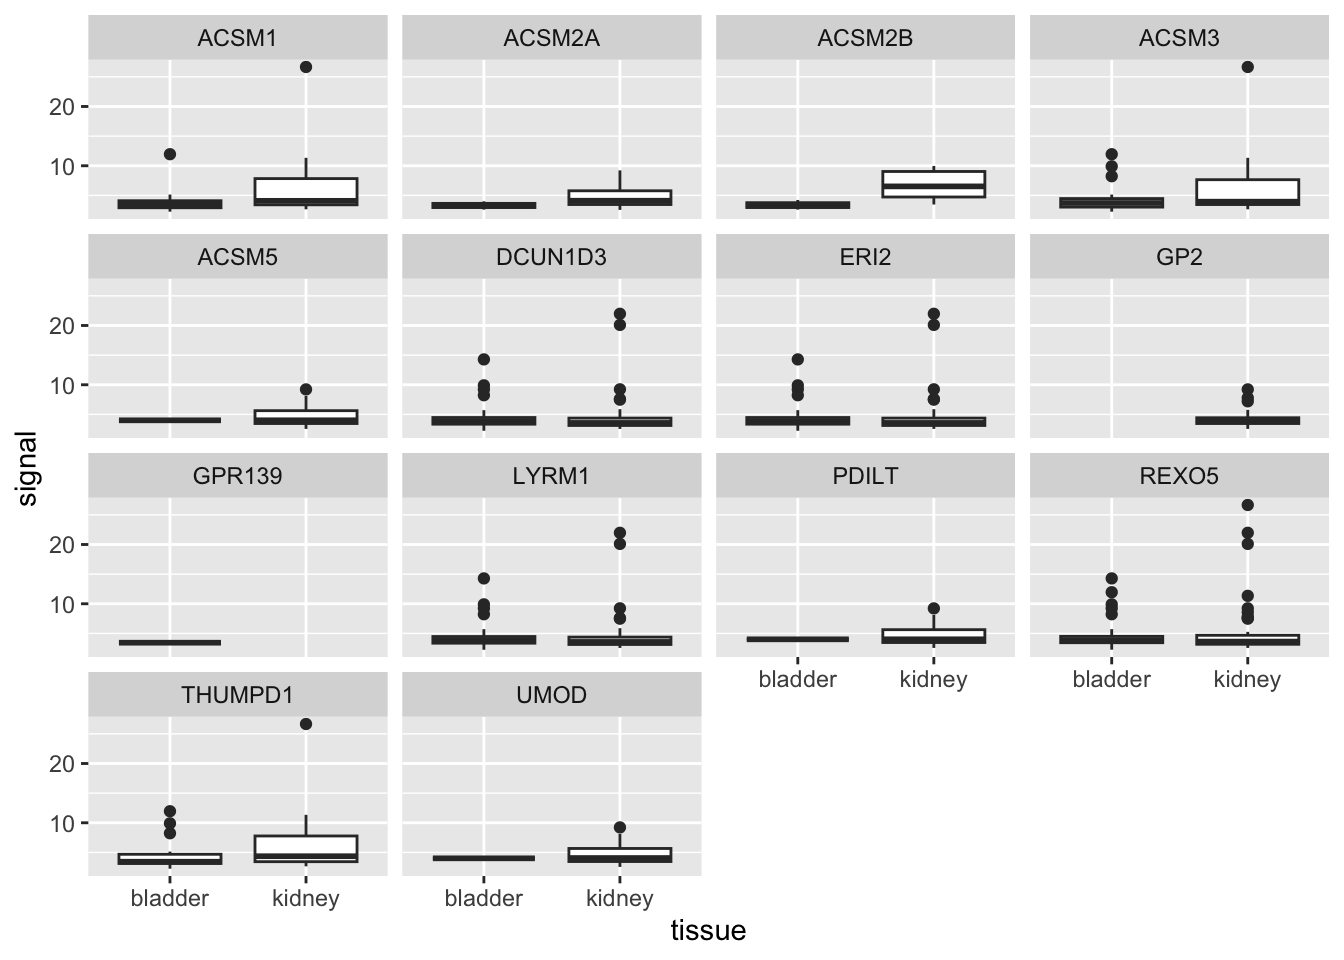 ACSM1 ACSM2A ACSM2B ACSM3
20
10
ACSM5 DCUN1D3 ERI2 GP2
20
10
signal
GPR139 LYRM1 PDILT REXO5
20
10
bladder kidney bladder kidney
THUMPD1 UMOD
20
10
bladder kidney bladder kidney
tissue